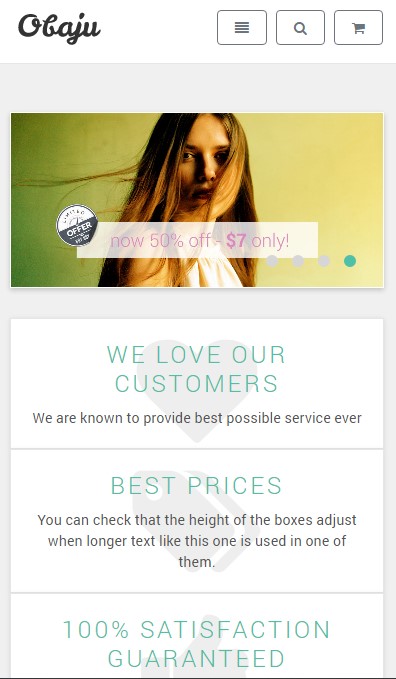 Obaju
LIMITED
OFFER
now 50% off - $7 only!
WE LOVE OUR
CUSTOMERS
We are known to provide best possible service ever
BEST PRICES
You can check that the height of the boxes adjust
when longer text like this one is used in one of
them.
100% SATISFACTION
GUARANTEED